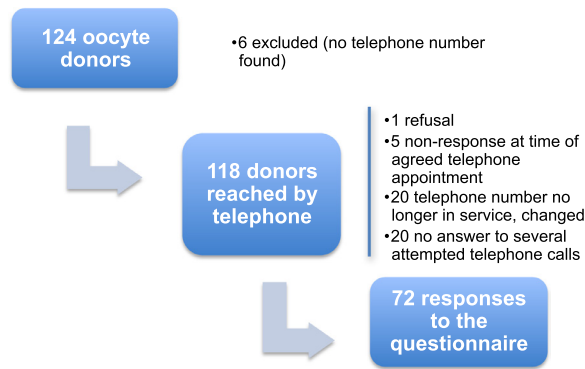 124 oocyte
donors
•6 excluded (no telephone number
found)
118 donors
reached by
telephone
•1 refusal
•5 non-response at time of
agreed telephone
appointment
•20 telephone number no
longer in service, changed
•20 no answer to several
attempted telephone calls
72 responses
to the
questionnaire